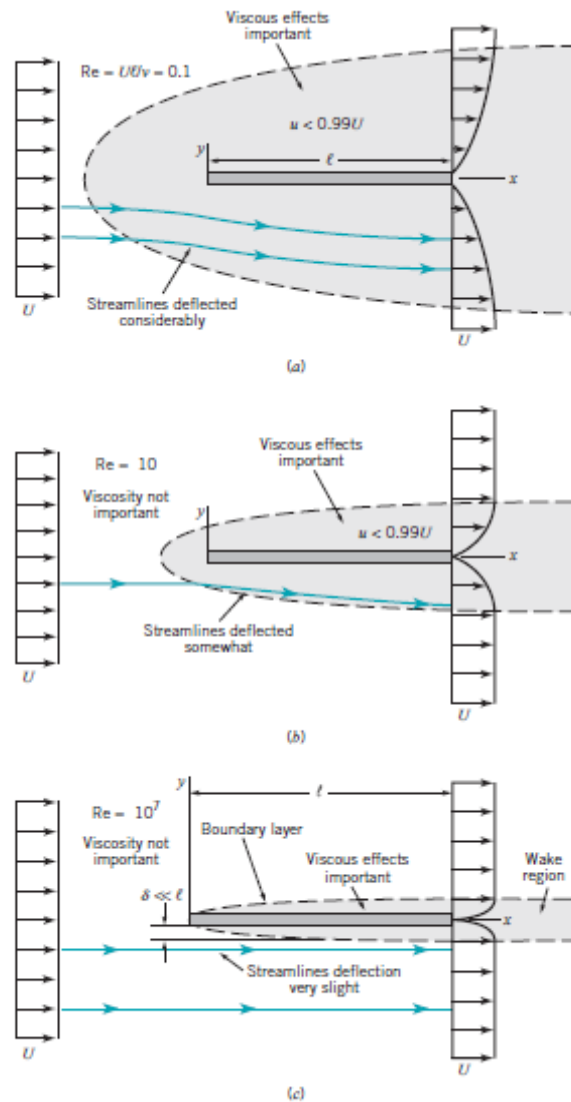 Viscous effects
important
Re = Uℓ/ν = 0.1
u < 0.99U
y
ℓ
x
Streamlines deflected
considerably
U
U
(a)
Re = 10
Viscous effects
important
Viscosity not
important
y
u < 0.99U
x
Streamlines deflected
somewhat
U
U
(b)
y
ℓ
Re = 10⁷
Viscosity not
important
Boundary layer
Viscous effects
important
Wake
region
δ ≪ ℓ
x
Streamlines deflection
very slight
U
U
(c)